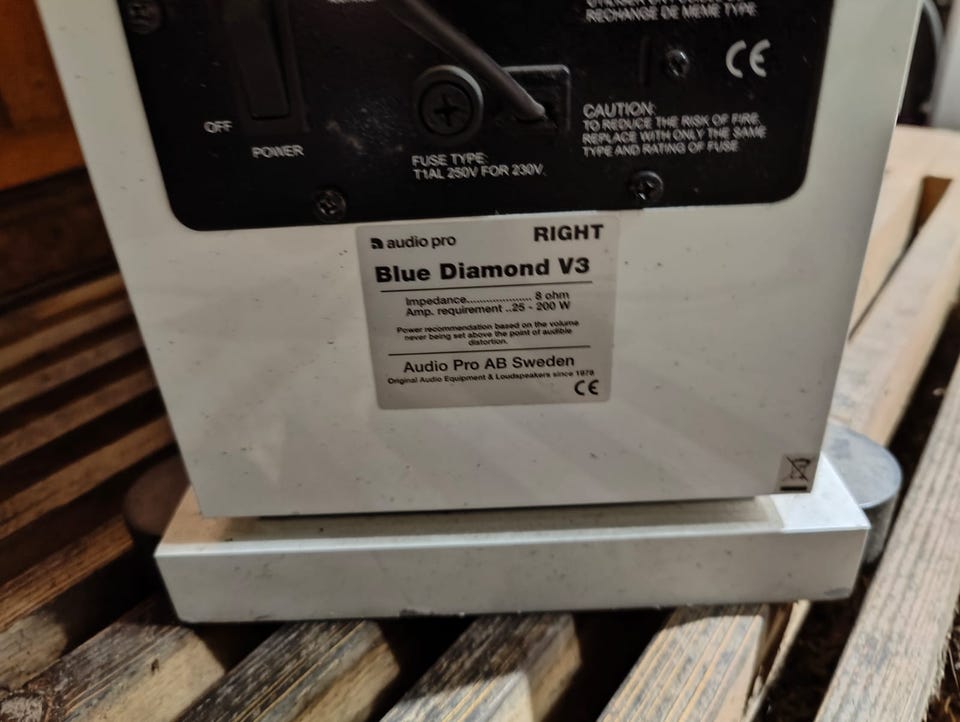 RECHANGE DE MEME TYPE
CE
OFF
POWER
FUSE TYPE:
T1AL 250V FOR 230V.
CAUTION:
TO REDUCE THE RISK OF FIRE,
REPLACE WITH ONLY THE SAME
TYPE AND RATING OF FUSE
audio pro
RIGHT
Blue Diamond V3
Impedance.................... 8 ohm
Amp. requirement ..25 - 200 W
Power recommendation based on the volume
never being set above the point of audible
distortion.
Audio Pro AB Sweden
Original Audio Equipment & Loudspeakers since 1978
CE